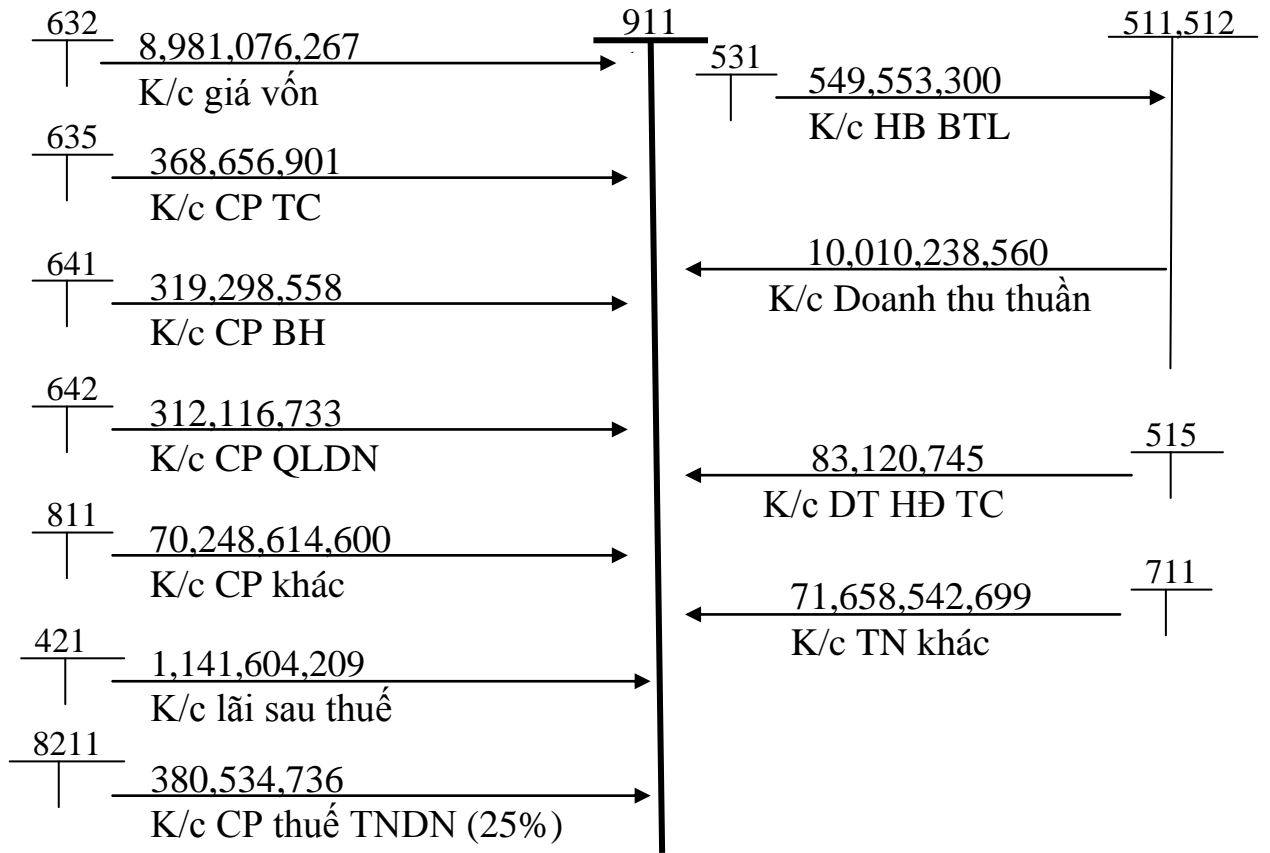 632
8,981,076,267
K/c giá vốn
635
368,656,901
K/c CP TC
641
319,298,558
K/c CP BH
642
312,116,733
K/c CP QLDN
811
70,248,614,600
K/c CP khác
421
1,141,604,209
K/c lãi sau thuế
8211
380,534,736
K/c CP thuế TNDN (25%)
911
531
549,553,300
K/c HB BTL
511,512
10,010,238,560
K/c Doanh thu thuần
515
83,120,745
K/c DT HĐ TC
711
71,658,542,699
K/c TN khác